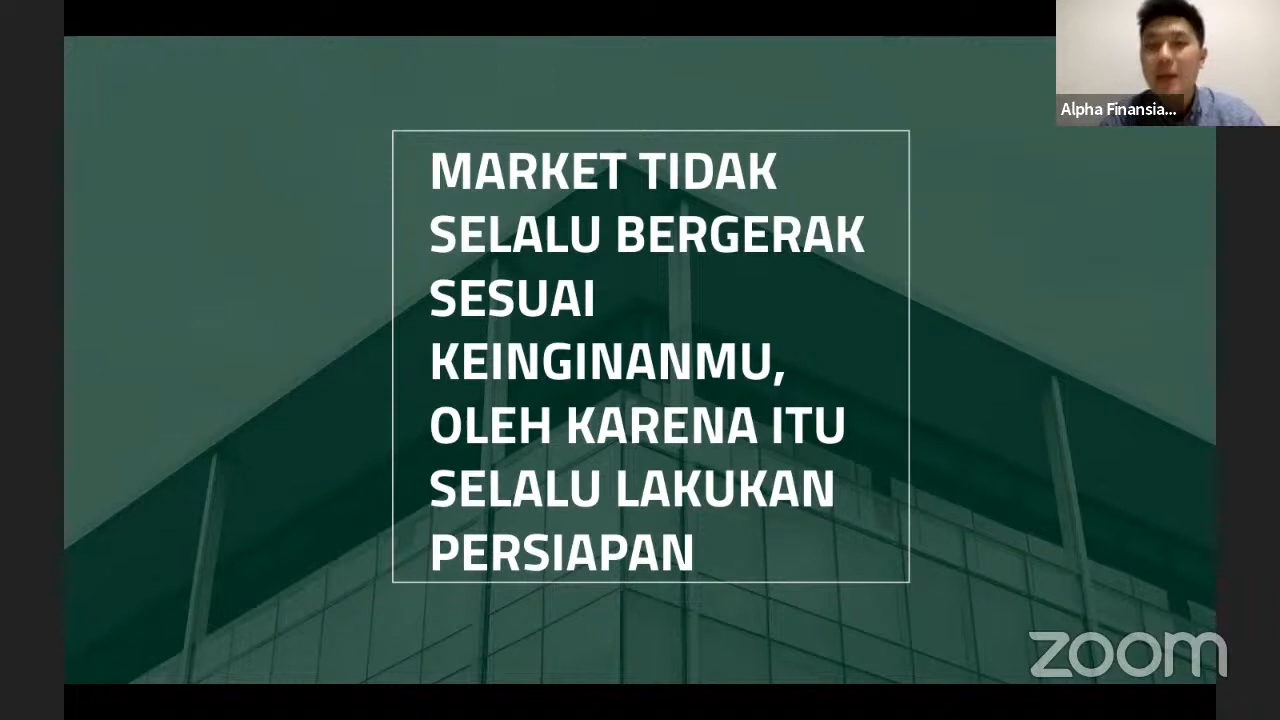 Alpha Finansia...
MARKET TIDAK
SELALU BERGERAK
SESUAI
KEINGINANMU,
OLEH KARENA ITU
SELALU LAKUKAN
PERSIAPAN
zoom